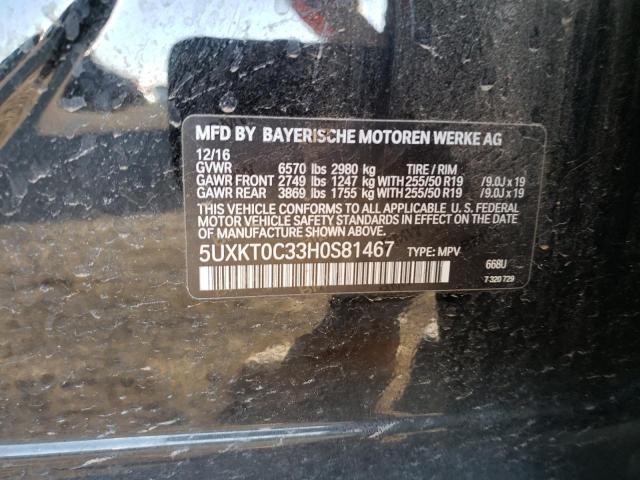 MFD BY BAYERISCHE MOTOREN WERKE AG
12/16
GVWR 6570 lbs 2980 kg TIRE / RIM
GAWR FRONT 2749 lbs 1247 kg WITH 255/50 R19 /9.0J x 19
GAWR REAR 3869 lbs 1755 kg WITH 255/50 R19 /9.0J x 19
THIS VEHICLE CONFORMS TO ALL APPLICABLE U. S. FEDERAL
MOTOR VEHICLE SAFETY STANDARDS IN EFFECT ON THE DATE
OF MANUFACTURE SHOWN ABOVE.
5UXKT0C33H0S81467 TYPE: MPV
668U
7 320 729